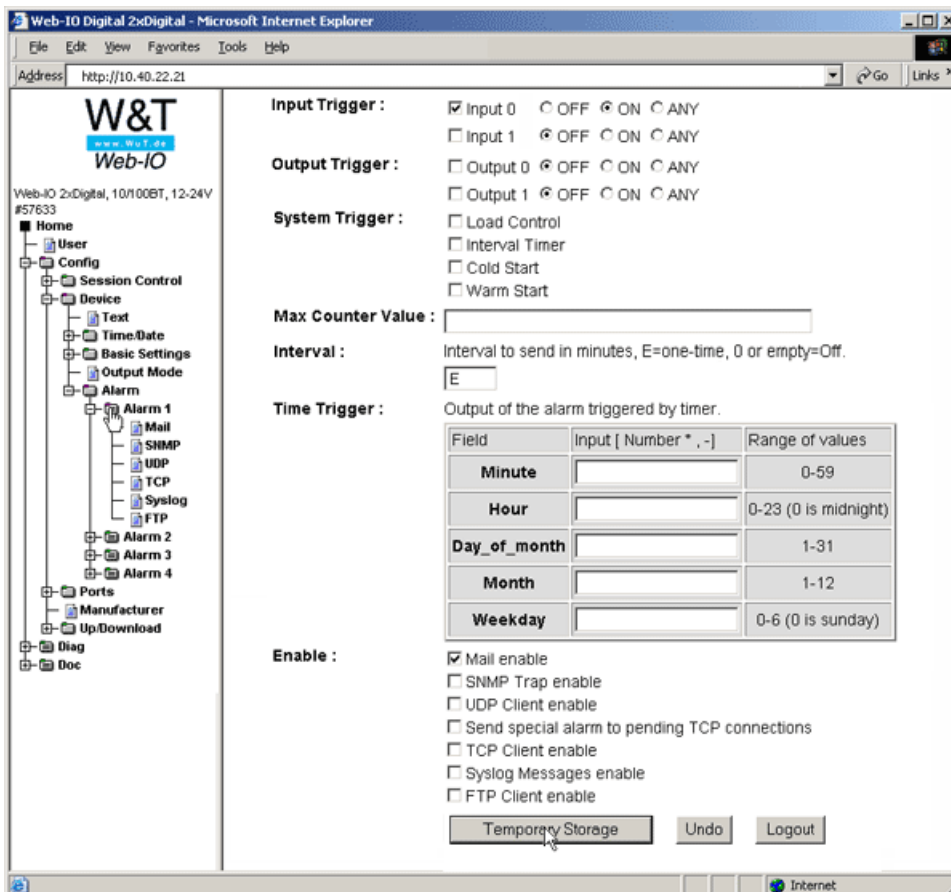 Web-IO Digital 2xDigital - Microsoft Internet Explorer
File Edit View Favorites Tools Help
Address http://10.40.22.21 Go Links
W&T
www.WuT.de
Web-IO
Web-IO 2xDigital, 10/100BT, 12-24V
#57633
Home
User
Config
Session Control
Device
Text
Time/Date
Basic Settings
Output Mode
Alarm
Alarm 1
Mail
SNMP
UDP
TCP
Syslog
FTP
Alarm 2
Alarm 3
Alarm 4
Ports
Manufacturer
Up/Download
Diag
Doc
Input Trigger : Input 0 OFF ON ANY
Input 1 OFF ON ANY
Output Trigger : Output 0 OFF ON ANY
Output 1 OFF ON ANY
System Trigger : Load Control
Interval Timer
Cold Start
Warm Start
Max Counter Value :
Interval : Interval to send in minutes, E=one-time, 0 or empty=Off.
E
Time Trigger : Output of the alarm triggered by timer.
Field Input [ Number * , -] Range of values
Minute 0-59
Hour 0-23 (0 is midnight)
Day_of_month 1-31
Month 1-12
Weekday 0-6 (0 is sunday)
Enable : Mail enable
SNMP Trap enable
UDP Client enable
Send special alarm to pending TCP connections
TCP Client enable
Syslog Messages enable
FTP Client enable
Temporary Storage Undo Logout
Internet